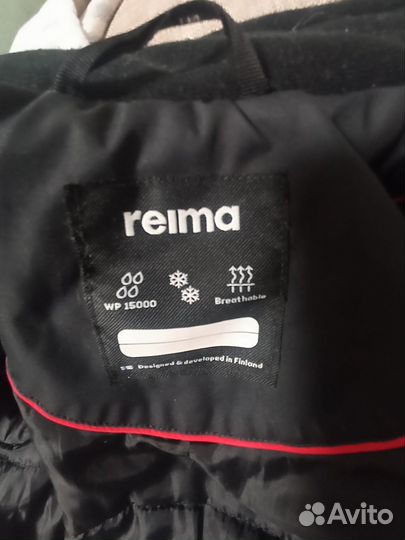 reima
WP 15000
Breathable
Designed & developed in Finland
Avito